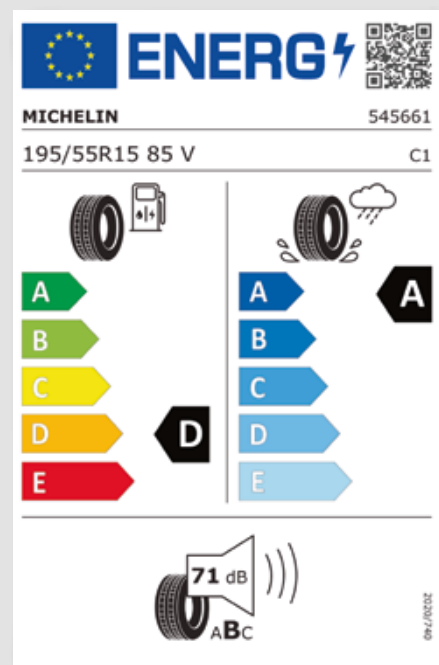 ENERG
MICHELIN 545661
195/55R15 85 V C1
A A A
B B
C C
D D D
E E
71 dB
ABC
2020/740